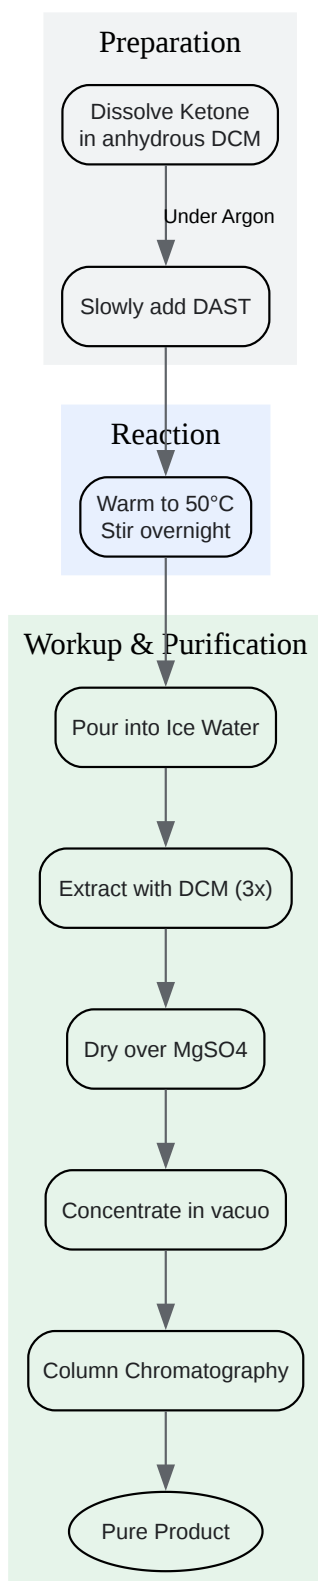 Preparation
Dissolve Ketone
in anhydrous DCM
Under Argon
Slowly add DAST
Reaction
Warm to 50°C
Stir overnight
Workup & Purification
Pour into Ice Water
Extract with DCM (3x)
Dry over MgSO4
Concentrate in vacuo
Column Chromatography
Pure Product